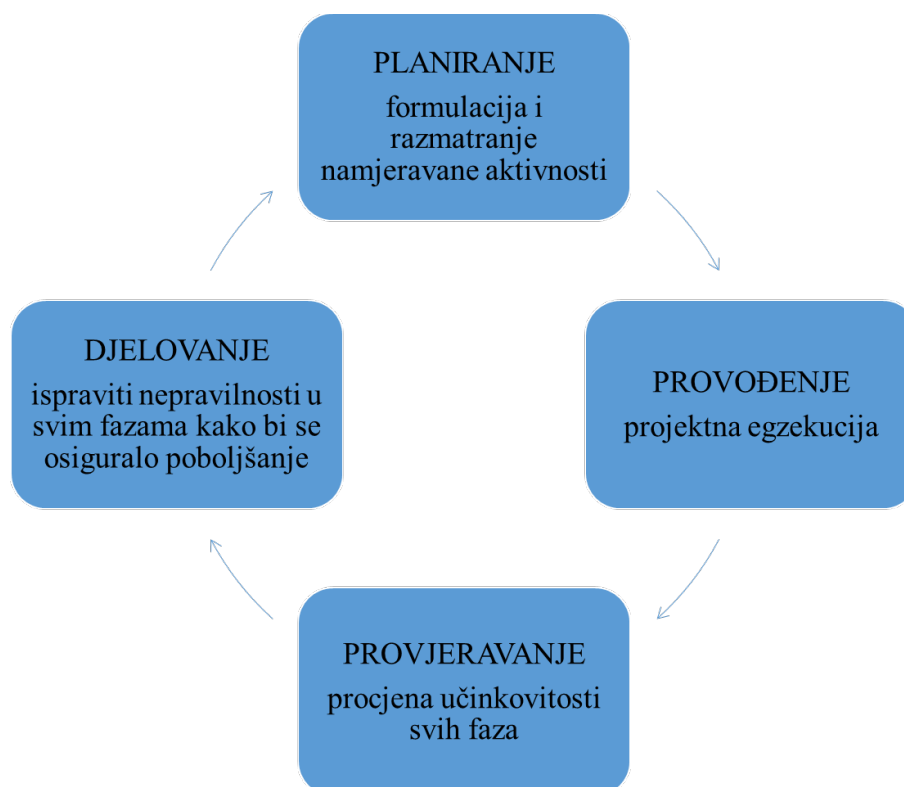 PLANIRANJE
formulacija i
razmatranje
namjeravane aktivnosti
PROVOĐENJE
projektna egzekucija
PROVJERAVANJE
procjena učinkovitosti
svih faza
DJELOVANJE
ispraviti nepravilnosti u
svim fazama kako bi se
osiguralo poboljšanje